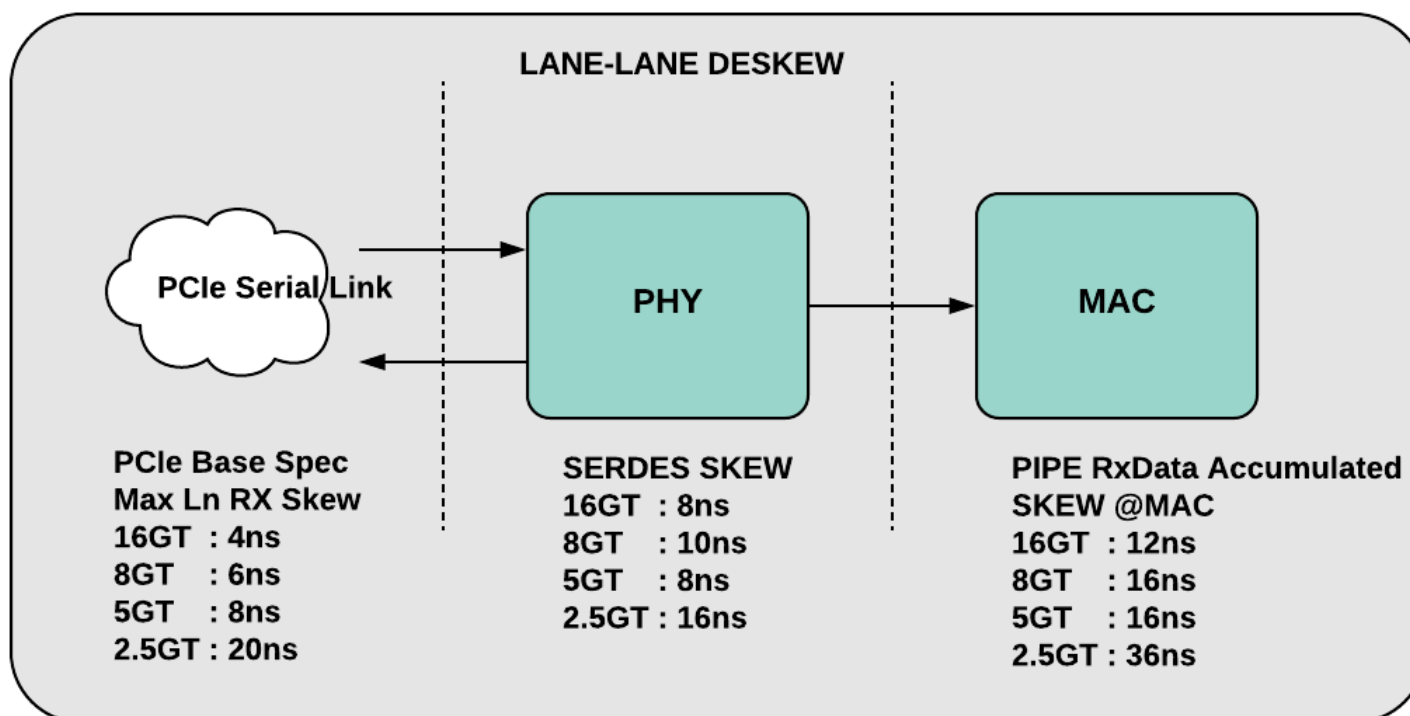 LANE-LANE DESKEW
PCIe Serial Link
PHY
MAC
PCIe Base Spec
Max Ln RX Skew
16GT : 4ns
8GT : 6ns
5GT : 8ns
2.5GT : 20ns
SERDES SKEW
16GT : 8ns
8GT : 10ns
5GT : 8ns
2.5GT : 16ns
PIPE RxData Accumulated
SKEW @MAC
16GT : 12ns
8GT : 16ns
5GT : 16ns
2.5GT : 36ns